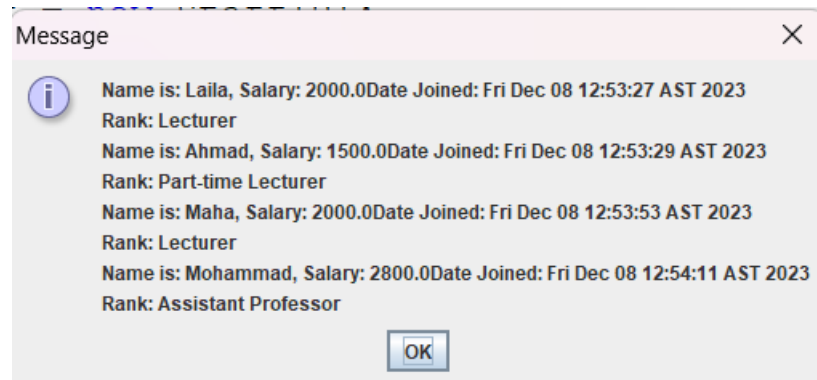 Message
Name is: Laila, Salary: 2000.0Date Joined: Fri Dec 08 12:53:27 AST 2023
Rank: Lecturer
Name is: Ahmad, Salary: 1500.0Date Joined: Fri Dec 08 12:53:29 AST 2023
Rank: Part-time Lecturer
Name is: Maha, Salary: 2000.0Date Joined: Fri Dec 08 12:53:53 AST 2023
Rank: Lecturer
Name is: Mohammad, Salary: 2800.0Date Joined: Fri Dec 08 12:54:11 AST 2023
Rank: Assistant Professor
OK